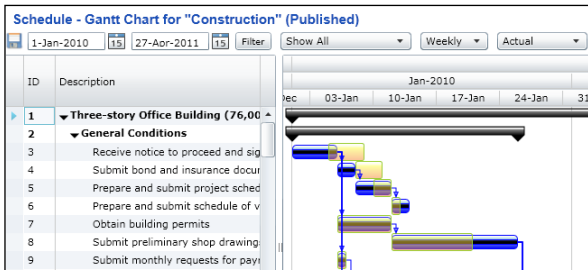 Schedule - Gantt Chart for "Construction" (Published)
1-Jan-2010 15 27-Apr-2011 15 Filter Show All Weekly Actual
ID Description
Jan-2010
Dec 03-Jan 10-Jan 17-Jan 24-Jan 31
1 Three-story Office Building (76,00
2 General Conditions
3 Receive notice to proceed and sig
4 Submit bond and insurance docu
5 Prepare and submit project sched
6 Prepare and submit schedule of v
7 Obtain building permits
8 Submit preliminary shop drawing
9 Submit monthly requests for pay